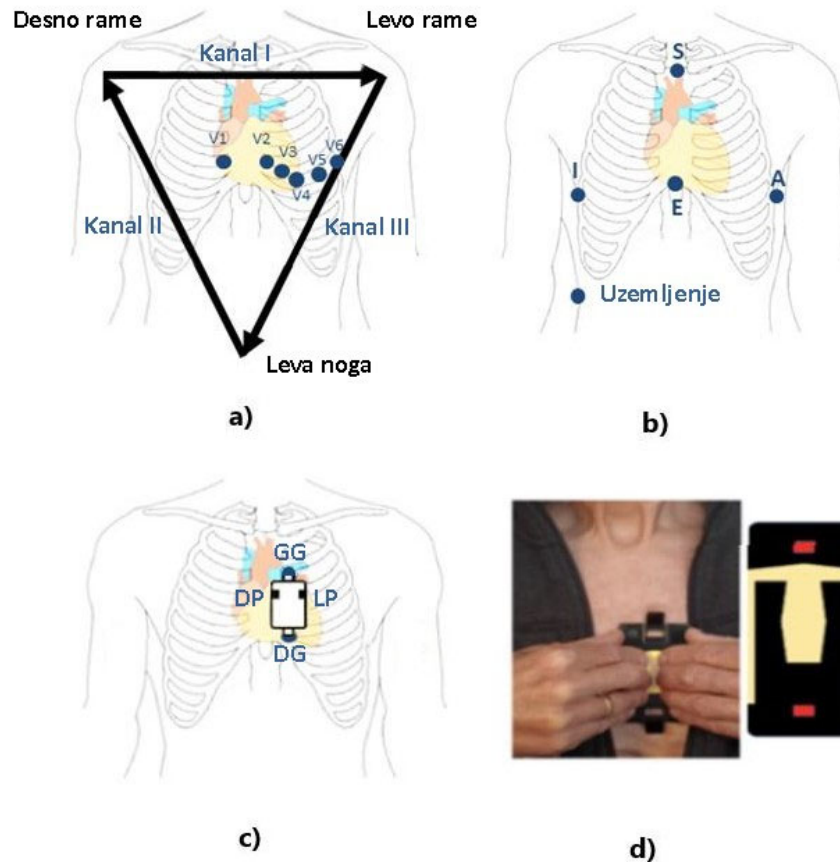 Desno rame
Levo rame
Kanal I
V1
V2
V3
V4
V5
V6
Kanal II
Kanal III
Leva noga
a)
S
I
A
E
Uzemljenje
b)
GG
DP
LP
DG
c)
d)